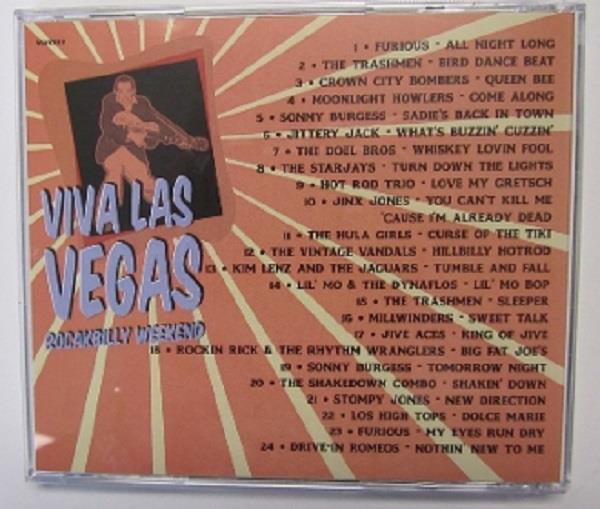 1 • FURIOUS - ALL NIGHT LONG
2 • THE TRASHMEN - BIRD DANCE BEAT
3 • CROWN CITY BOMBERS - QUEEN BEE
4 • MOONLIGHT HOWLERS - COME ALONG
5 • SONNY BURGESS - SADIE'S BACK IN TOWN
6 • JITTERY JACK - WHAT'S BUZZIN' CUZZIN'
7 • THE DOEL BROS - WHISKEY LOVIN FOOL
8 • THE STARJAYS - TURN DOWN THE LIGHTS
9 • HOT ROD TRIO - LOVE MY GRETSCH
10 • JINX JONES - YOU CAN'T KILL ME
'CAUSE I'M ALREADY DEAD
11 • THE HULA GIRLS - CURSE OF THE TIKI
12 • THE VINTAGE VANDALS - HILLBILLY HOTROD
13 • KIM LENZ AND THE JAGUARS - TUMBLE AND FALL
14 • LIL' MO & THE DYNAFLOS - LIL' MO BOP
15 • THE TRASHMEN - SLEEPER
16 • MILLWINDERS - SWEET TALK
17 • JIVE ACES - KING OF JIVE
18 • ROCKIN RICK & THE RHYTHM WRANGLERS - BIG FAT JOE'S
19 • SONNY BURGESS - TOMORROW NIGHT
20 • THE SHAKEDOWN COMBO - SHAKIN' DOWN
21 • STOMPY JONES - NEW DIRECTION
22 • LOS HIGH TOPS - DOLCE MARIE
23 • FURIOUS - MY EYES RUN DRY
24 • DRIVE-IN ROMEOS - NOTHIN' NEW TO ME
VIVA LAS
VEGAS
ROCAKBILLY WEEKEND